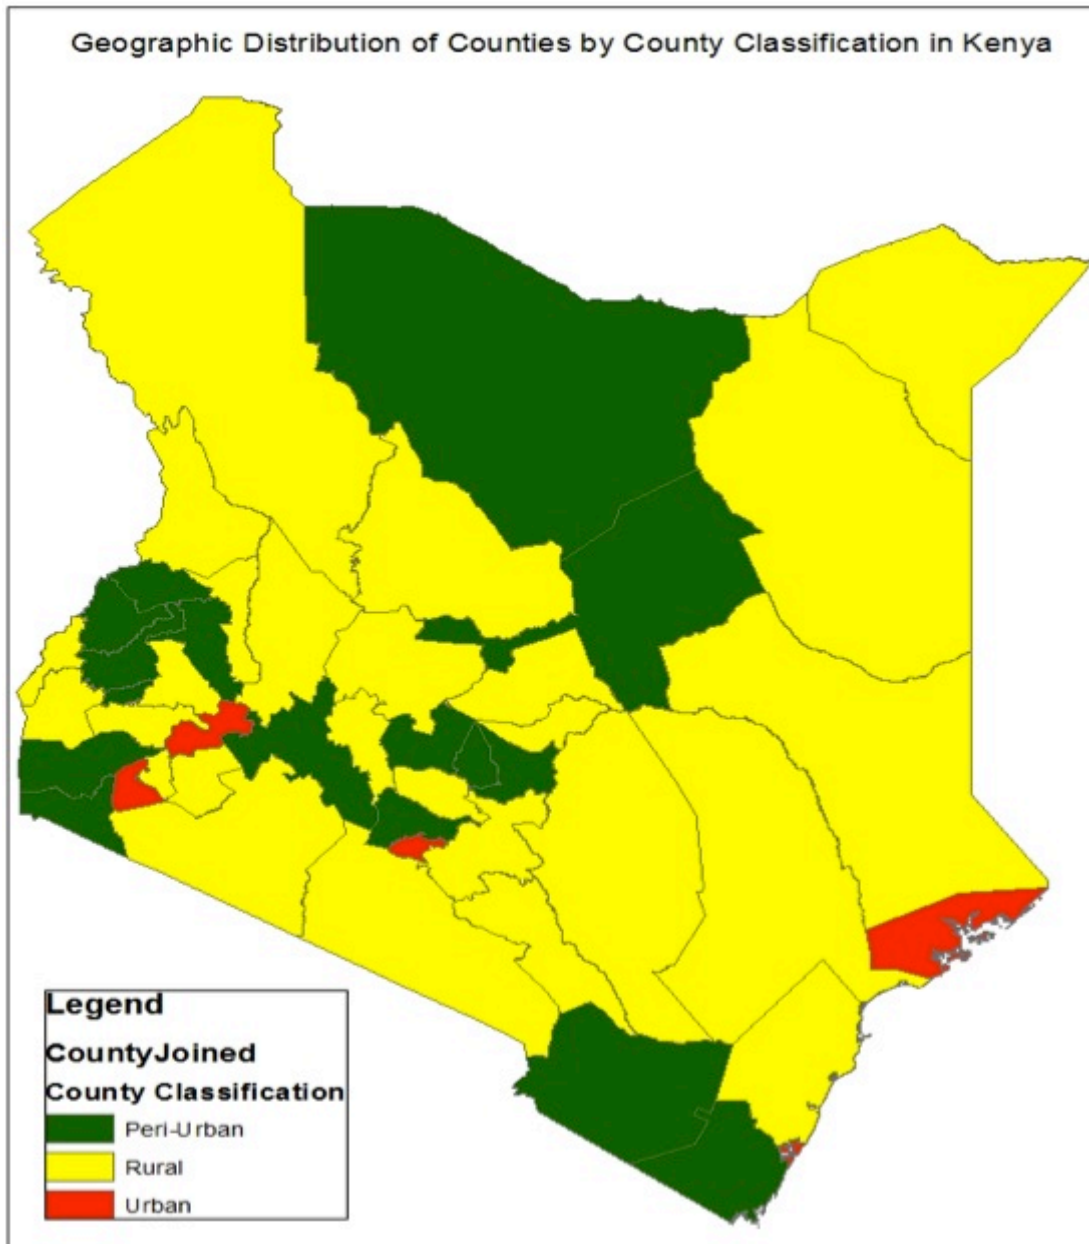 Geographic Distribution of Counties by County Classification in Kenya
Legend
CountyJoined
County Classification
Peri-Urban
Rural
Urban